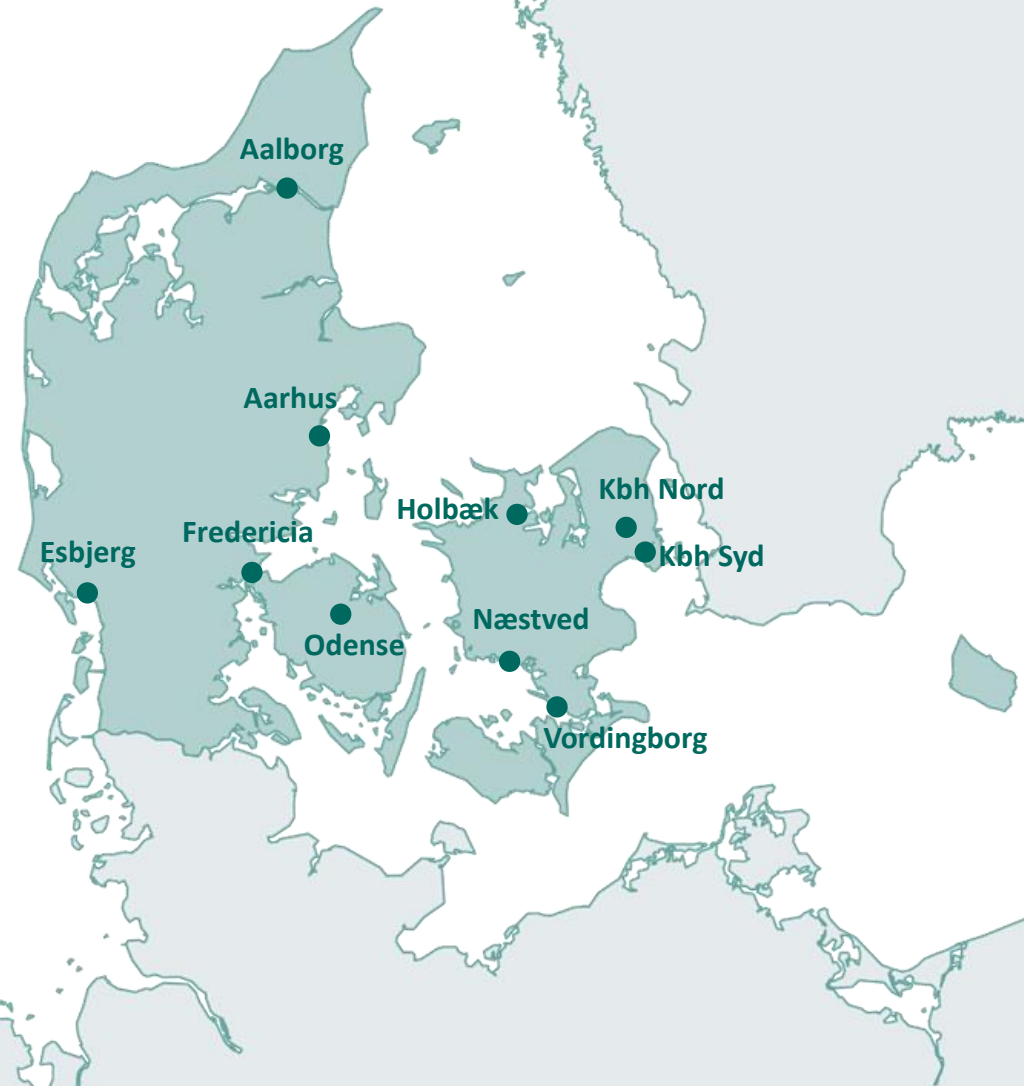 Aalborg
Aarhus
Kbh Nord
Holbæk
Fredericia
Esbjerg
Kbh Syd
Næstved
Odense
Vordingborg